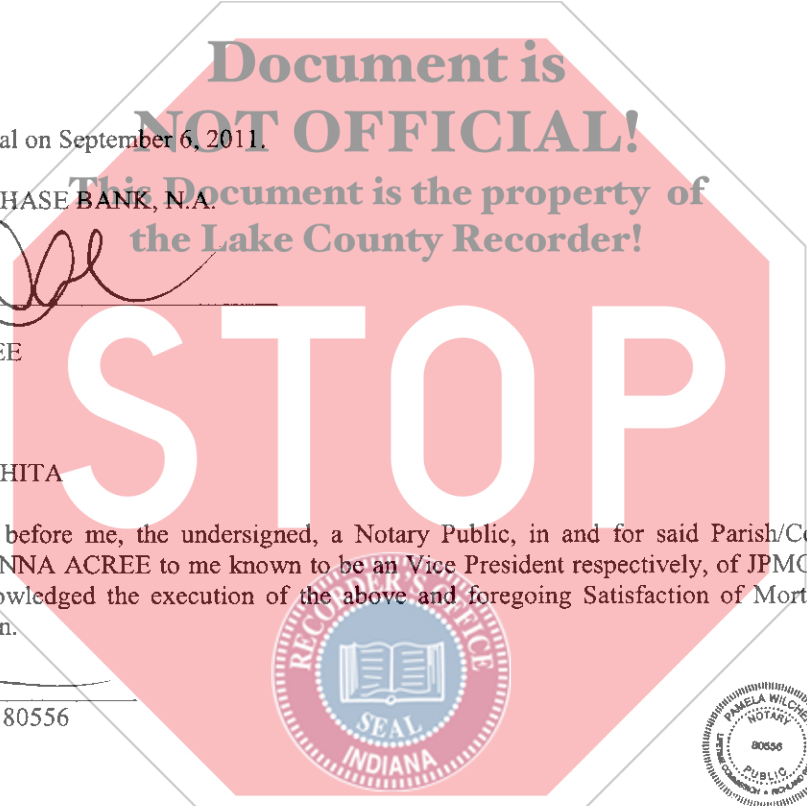 Document is
NOT OFFICIAL!
al on September 6, 2011.
This Document is the property of
HASE BANK, N.A.
the Lake County Recorder!
EE
STOP
HITA
before me, the undersigned, a Notary Public, in and for said Parish/Co
NNA ACREE to me known to be an Vice President respectively, of JPMO
owledged the execution of the above and foregoing Satisfaction of Mort
n.
RECORDER'S OFFICE
SEAL
INDIANA
80556
PAMELA WILCHE
NOTARY
80556
PUBLIC